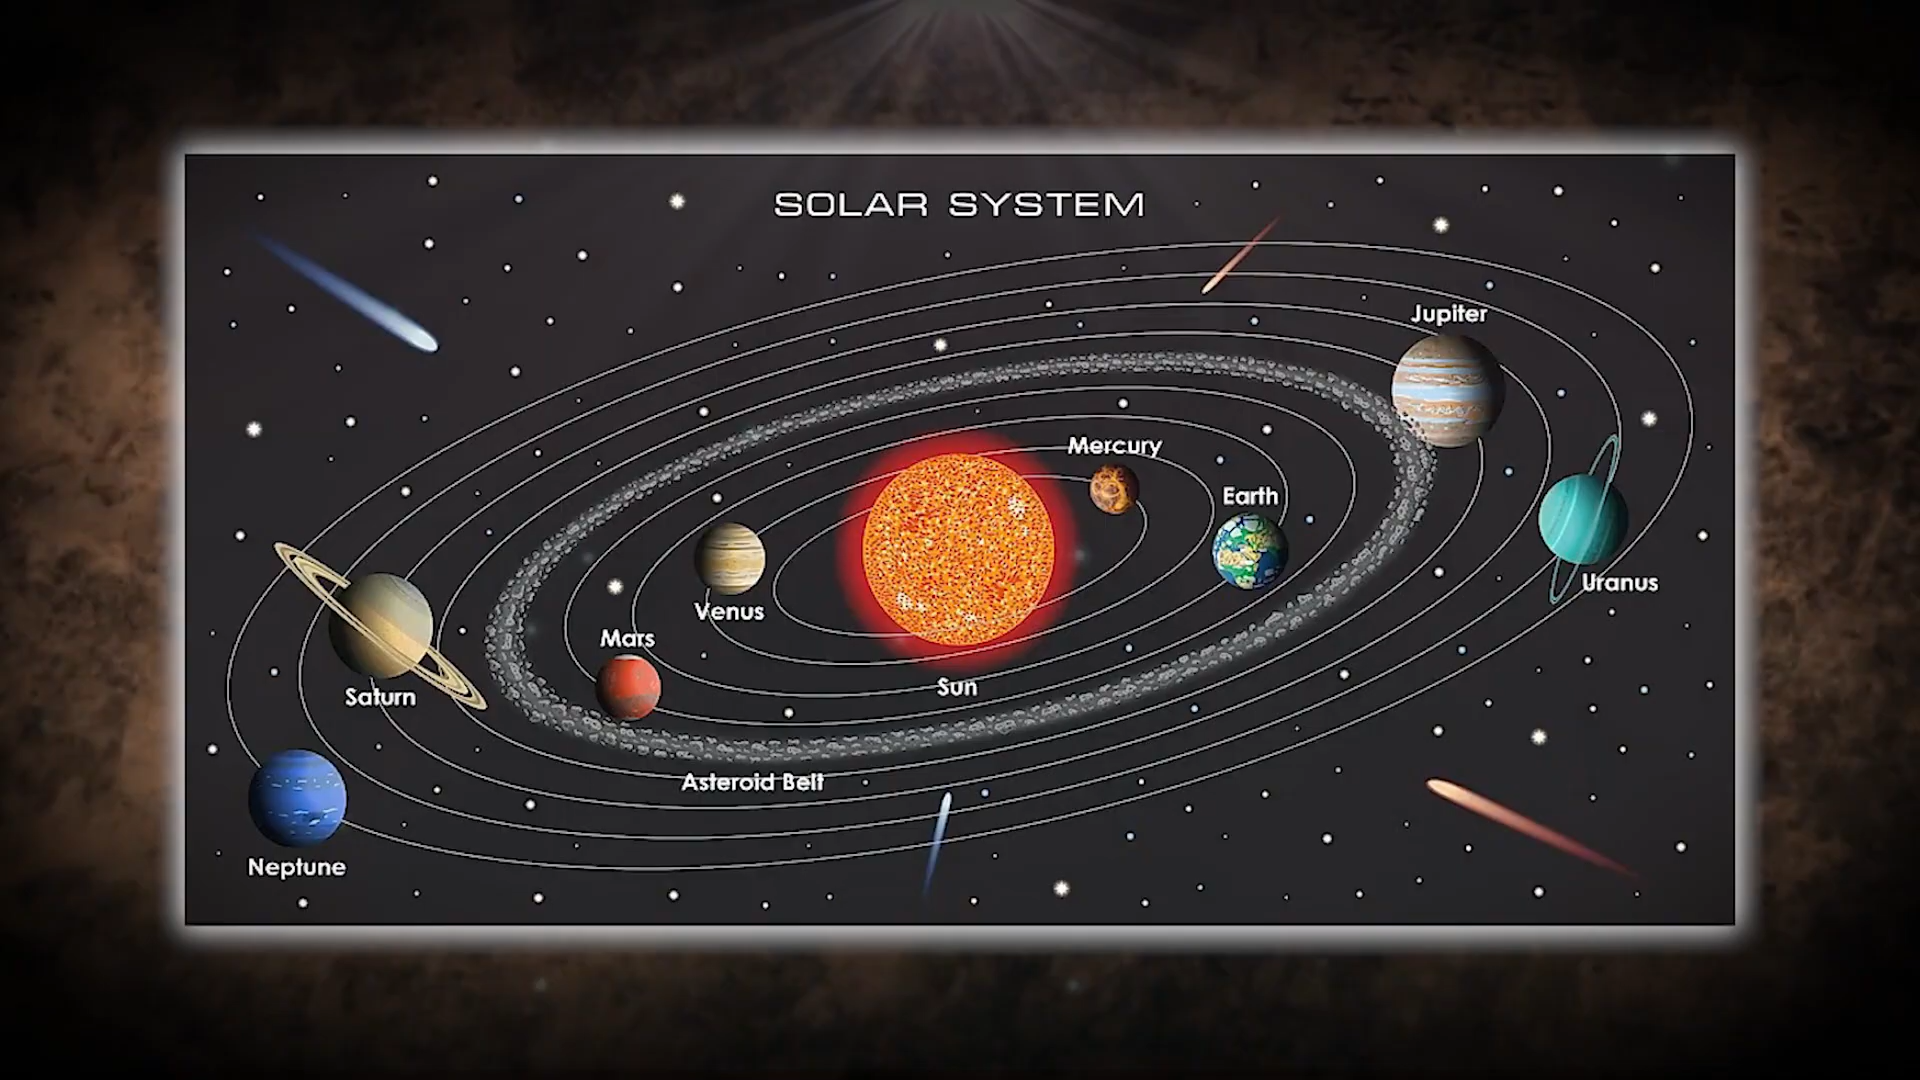 SOLAR SYSTEM
Jupiter
Mercury
Earth
Uranus
Venus
Mars
Sun
Saturn
Asteroid Belt
Neptune